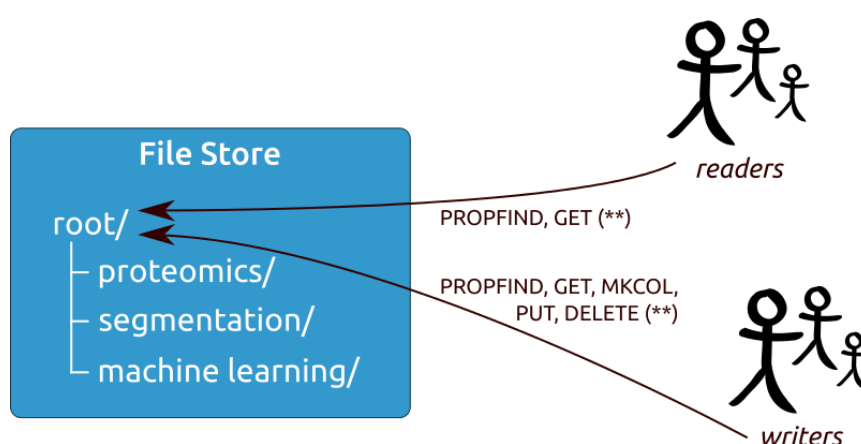 File Store
root/
proteomics/
segmentation/
machine learning/
readers
PROPFIND, GET (**)
PROPFIND, GET, MKCOL,
PUT, DELETE (**)
writers